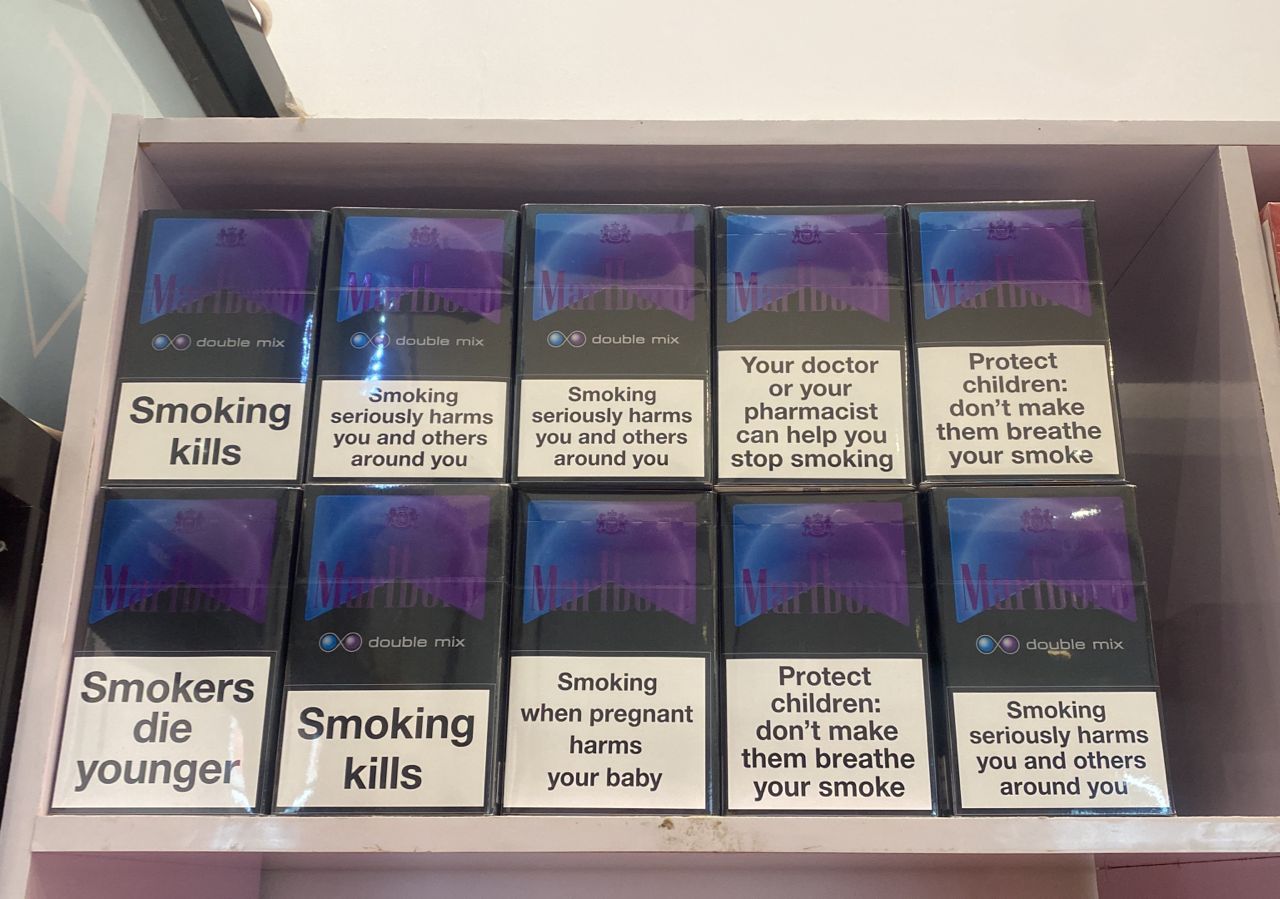 Marlboro
double mix
Smoking
kills
Marlboro
double mix
Smoking
seriously harms
you and others
around you
Marlboro
double mix
Smoking
seriously harms
you and others
around you
Marlboro
Your doctor
or your
pharmacist
can help you
stop smoking
Marlboro
Protect
children:
don't make
them breathe
your smoke
Marlboro
Smokers
die
younger
Marlboro
double mix
Smoking
kills
Marlboro
Smoking
when pregnant
harms
your baby
Marlboro
Protect
children:
don't make
them breathe
your smoke
Marlboro
double mix
Smoking
seriously harms
you and others
around you